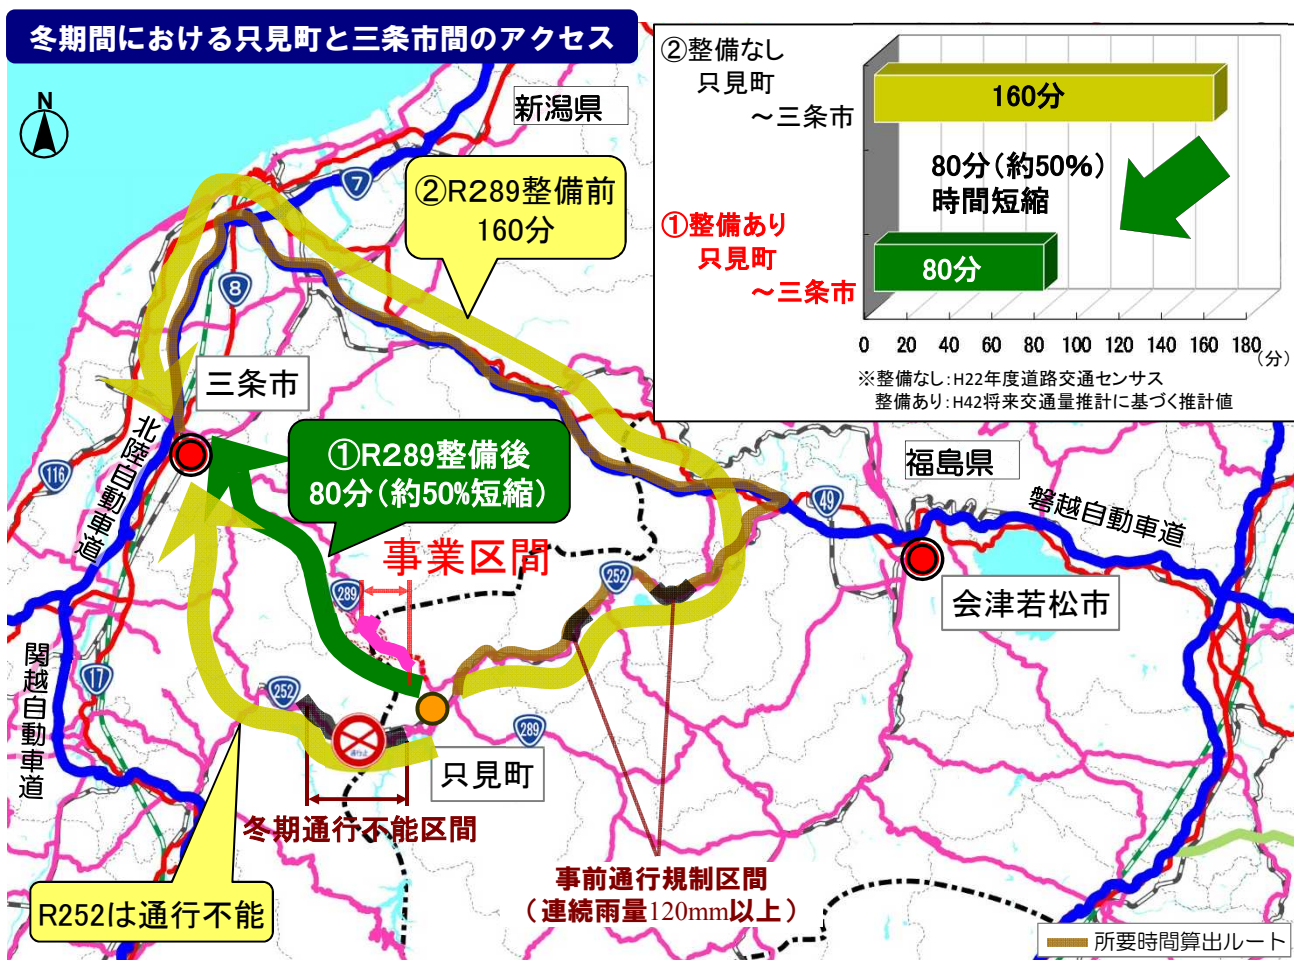 冬期間における只見町と三条市間のアクセス
N
新潟県
②整備なし
只見町
～三条市
160分
80分（約50%）
時間短縮
①整備あり
只見町
～三条市
80分
0 20 40 60 80 100 120 140 160 180
(分)
※整備なし：H22年度道路交通センサス
整備あり：H42将来交通量推計に基づく推計値
7
②R289整備前
160分
8
三条市
北陸自動車道
116
①R289整備後
80分（約50%短縮）
福島県
49
磐越自動車道
事業区間
289
252
会津若松市
関越自動車道
17
252
289
只見町
冬期通行不能区間
事前通行規制区間
（連続雨量120mm以上）
R252は通行不能
所要時間算出ルート